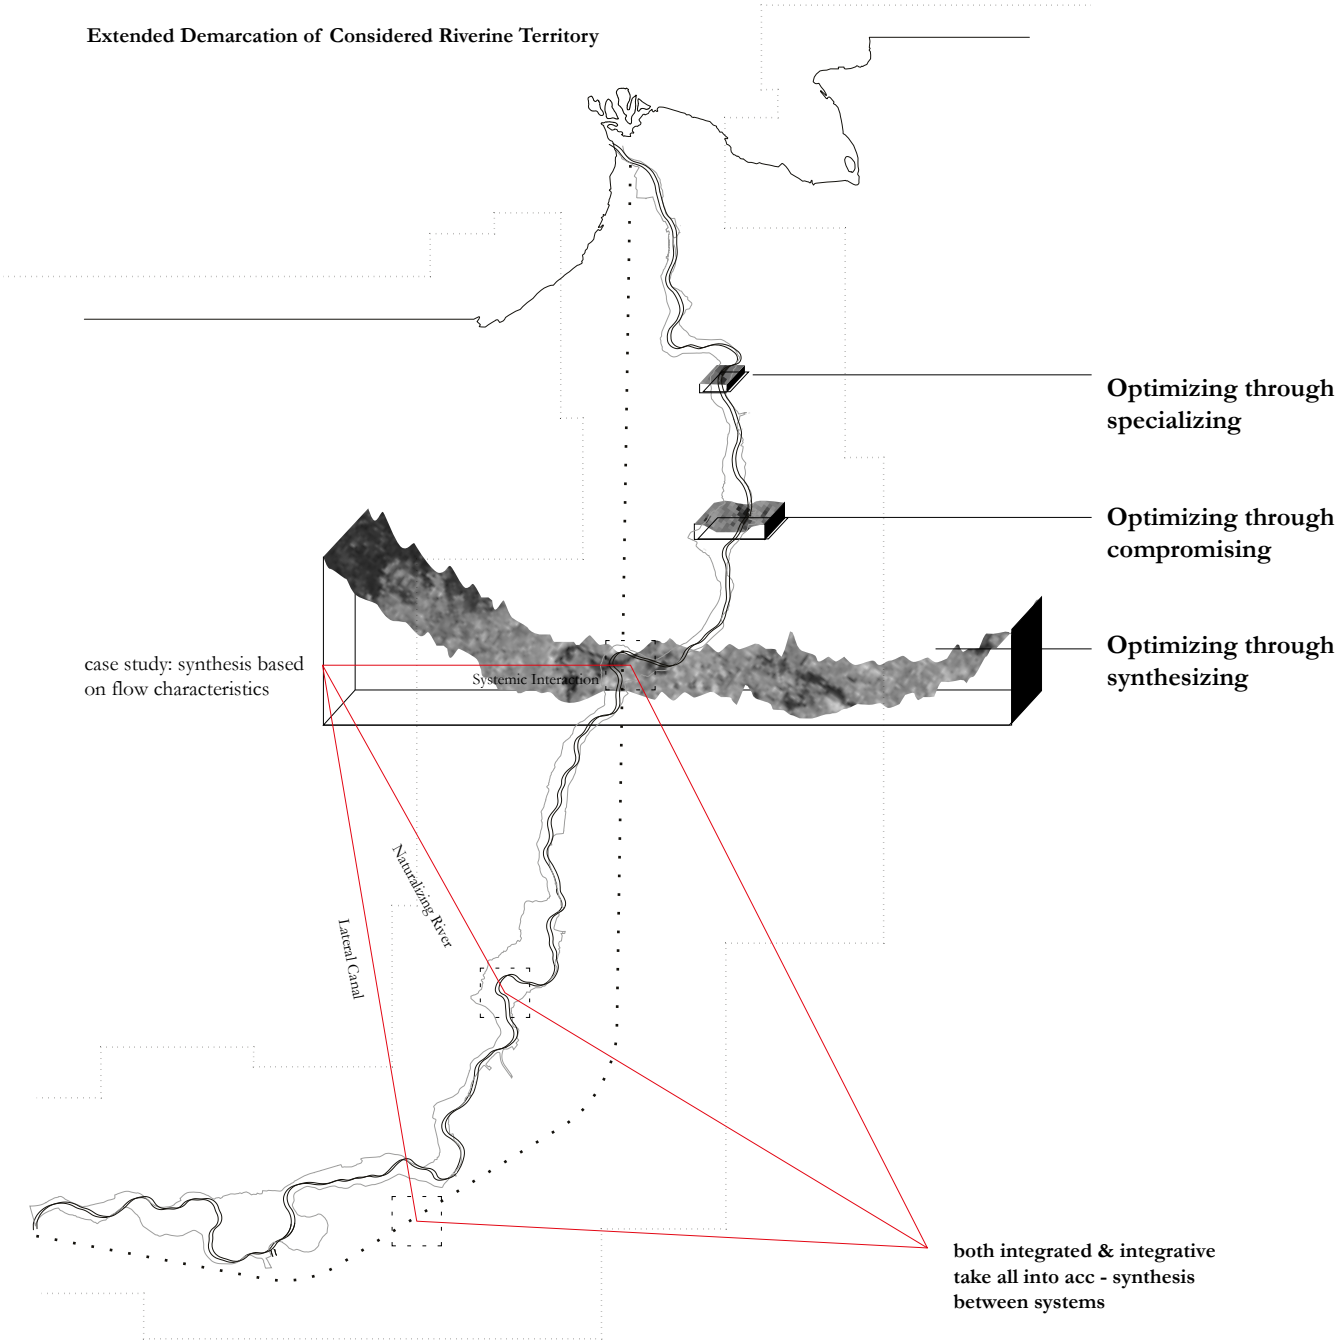 Extended Demarcation of Considered Riverine Territory
Optimizing through
specializing
Optimizing through
compromising
Optimizing through
synthesizing
case study: synthesis based
on flow characteristics
Systemic Interaction
Naturalizing River
Lateral Canal
both integrated & integrative
take all into acc - synthesis
between systems